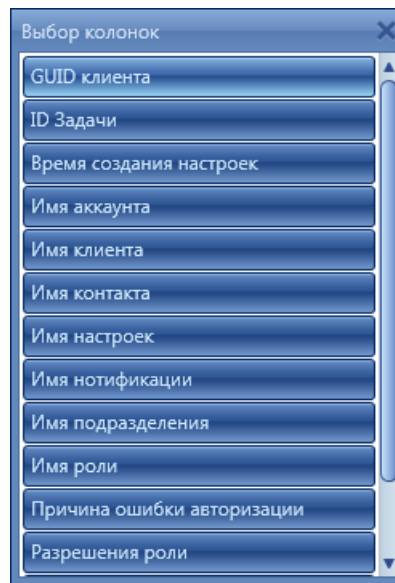 Выбор колонок
GUID клиента
ID Задачи
Время создания настроек
Имя аккаунта
Имя клиента
Имя контакта
Имя настроек
Имя нотификации
Имя подразделения
Имя роли
Причина ошибки авторизации
Разрешения роли